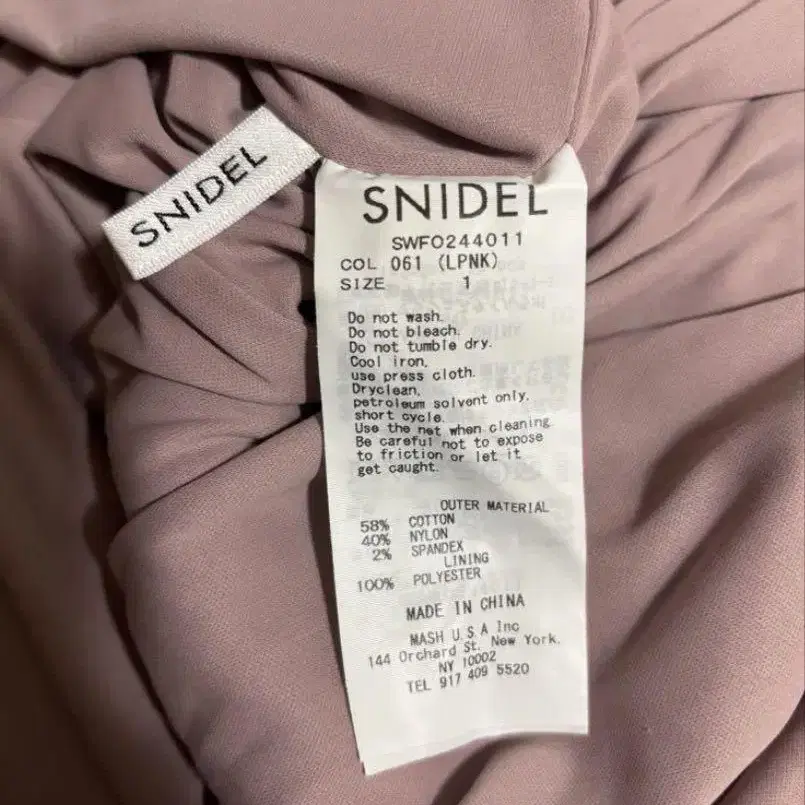 SNIDEL
SNIDEL
SWFO244011
COL 061 (LPNK)
SIZE 1
Do not wash.
Do not bleach.
Do not tumble dry.
Cool iron.
use press cloth.
Dryclean,
petroleum solvent only.
short cycle.
Use the net when cleaning
Be careful not to expose
to friction or let it
get caught.
OUTER MATERIAL
58% COTTON
40% NYLON
2% SPANDEX
LINING
100% POLYESTER
MADE IN CHINA
MASH U.S.A Inc
144 Orchard St. New York.
NY 10002
TEL 917 409 5520